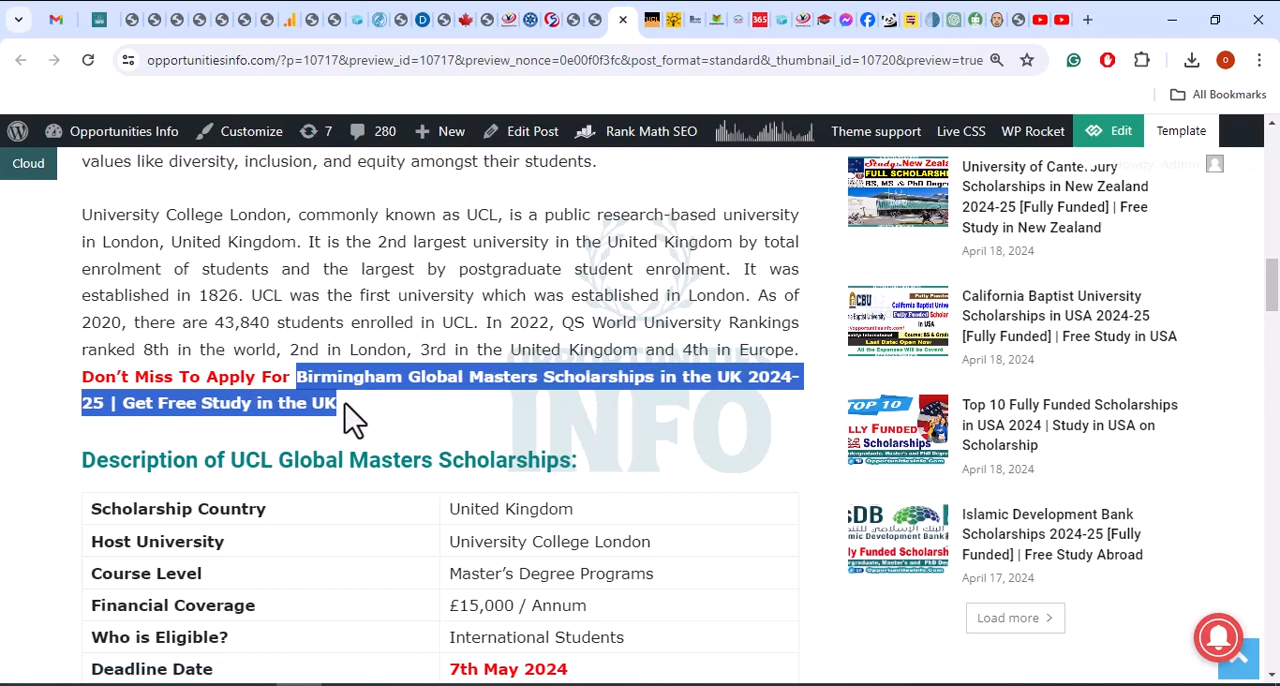 opportunitiesinfo.com/?p=10717&preview_id=10717&preview_nonce=0e00f0f3fc&post_format=standard&_thumbnail_id=10720&preview=true
All Bookmarks
Opportunities Info
Customize
7
280
New
Edit Post
Rank Math SEO
Theme support
Live CSS
WP Rocket
Edit
Template
Cloud
Howdy, Admin
values like diversity, inclusion, and equity amongst their students.
University College London, commonly known as UCL, is a public research-based university
in London, United Kingdom. It is the 2nd largest university in the United Kingdom by total
enrolment of students and the largest by postgraduate student enrolment. It was
established in 1826. UCL was the first university which was established in London. As of
2020, there are 43,840 students enrolled in UCL. In 2022, QS World University Rankings
ranked 8th in the world, 2nd in London, 3rd in the United Kingdom and 4th in Europe.
Don’t Miss To Apply For Birmingham Global Masters Scholarships in the UK 2024-
25 | Get Free Study in the UK
OPPORTUNITIES
INFO
Description of UCL Global Masters Scholarships:
Scholarship Country United Kingdom
Host University University College London
Course Level Master’s Degree Programs
Financial Coverage £15,000 / Annum
Who is Eligible? International Students
Deadline Date 7th May 2024
University of Canterbury
Scholarships in New Zealand
2024-25 [Fully Funded] | Free
Study in New Zealand
April 18, 2024
California Baptist University
Scholarships in USA 2024-25
[Fully Funded] | Free Study in USA
April 18, 2024
TOP 10
Top 10 Fully Funded Scholarships
in USA 2024 | Study in USA on
Scholarship
April 18, 2024
Islamic Development Bank
Scholarships 2024-25 [Fully
Funded] | Free Study Abroad
April 17, 2024
Load more